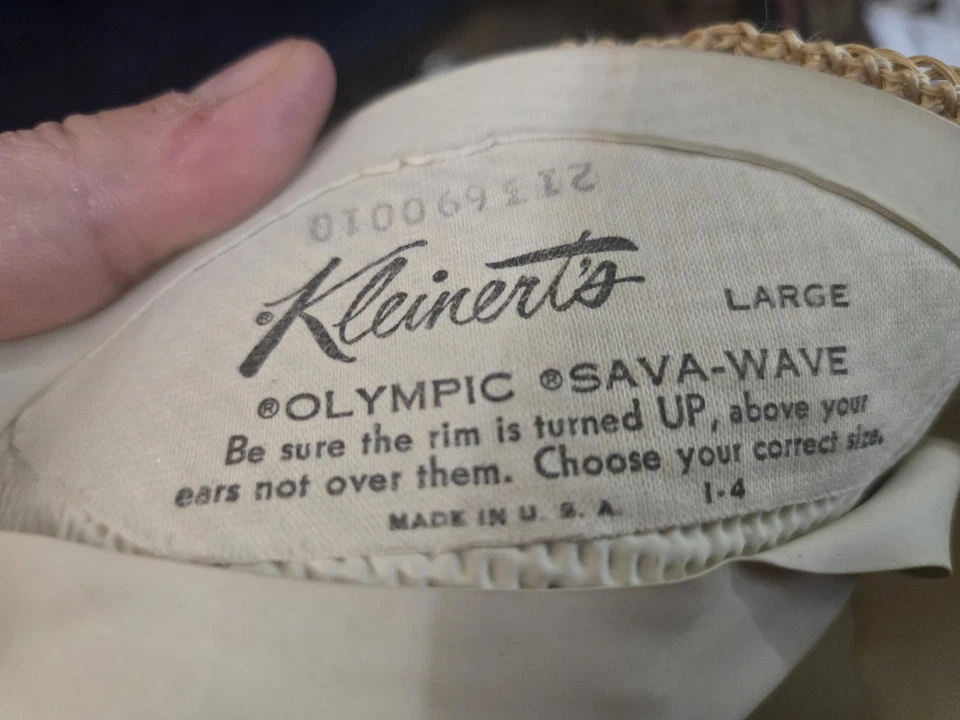 213690010
®Kleinert's
LARGE
®OLYMPIC ®SAVA-WAVE
Be sure the rim is turned UP, above your
ears not over them. Choose your correct size.
MADE IN U. S. A. 1-4